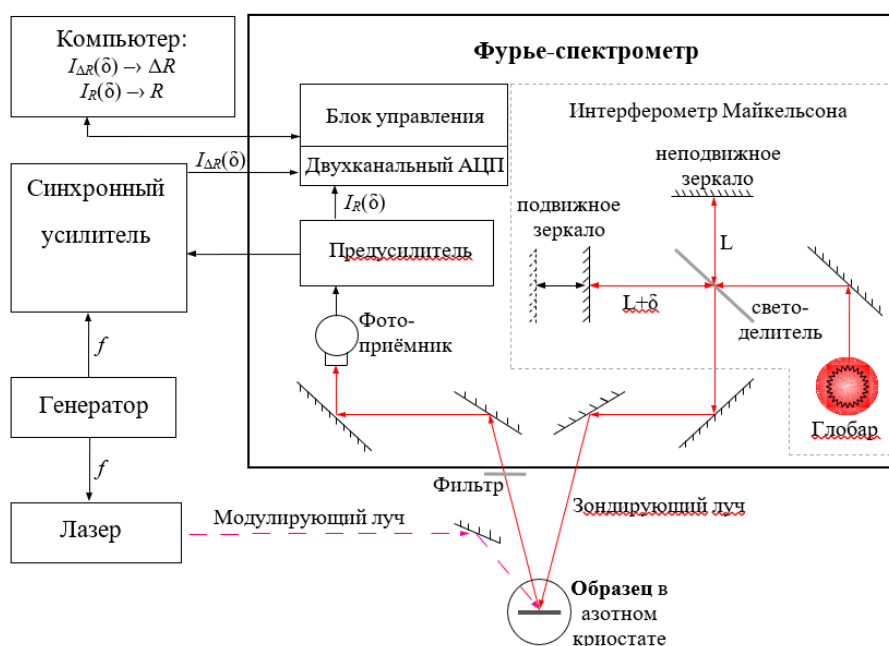 Компьютер:
I_ΔR(δ) → ΔR
I_R(δ) → R
Фурье-спектрометр
Блок управления
Двухканальный АЦП
Интерферометр Майкельсона
неподвижное
зеркало
I_ΔR(δ)
Синхронный
усилитель
I_R(δ)
подвижное
зеркало
L
Предусилитель
L+δ
свето-
делитель
Фото-
приёмник
f
Генератор
Глобар
f
Фильтр
Зондирующий луч
Лазер
Модулирующий луч
Образец в
азотном
криостате